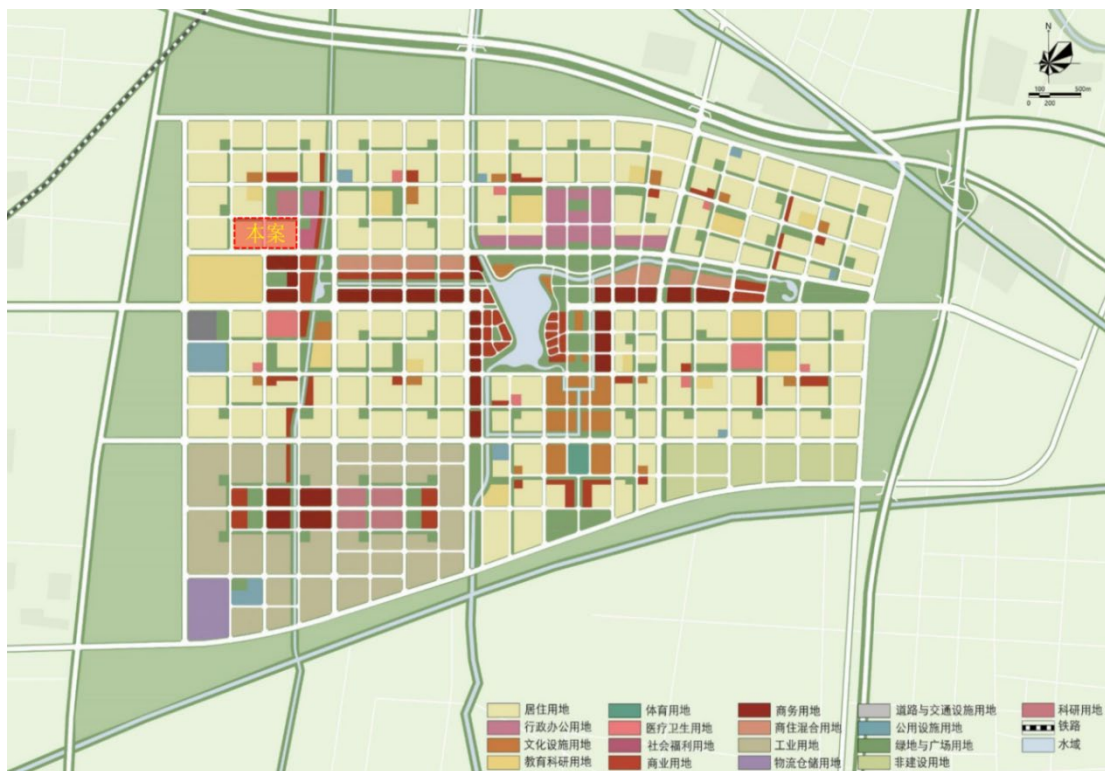 N
100 500m
0 200
本案
居住用地 体育用地 商务用地 道路与交通设施用地 科研用地
行政办公用地 医疗卫生用地 商住混合用地 公用设施用地 铁路
文化设施用地 社会福利用地 工业用地 绿地与广场用地 水域
教育科研用地 商业用地 物流仓储用地 非建设用地